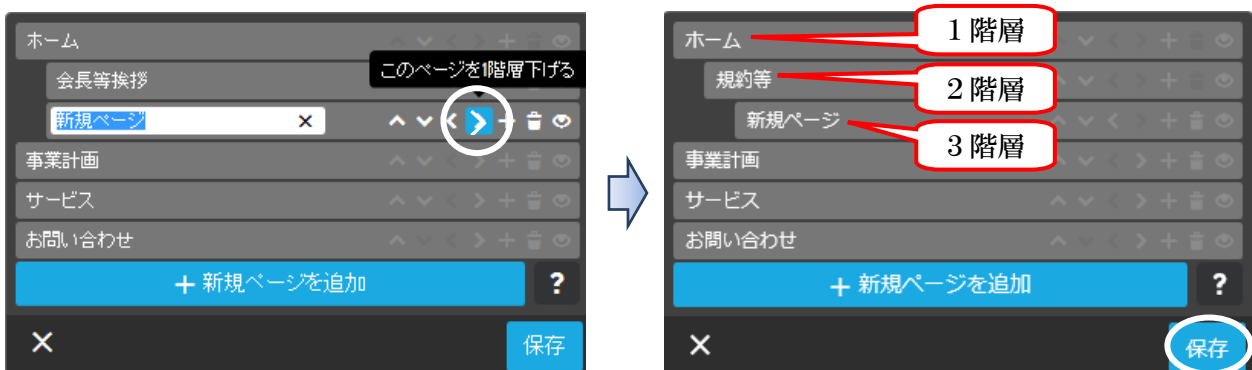 ホーム
このページを1階層下げる
会長等挨拶
新規ページ
事業計画
サービス
お問い合わせ
+ 新規ページを追加
?
保存
ホーム
1階層
規約等
2階層
新規ページ
3階層
事業計画
サービス
お問い合わせ
+ 新規ページを追加
?
保存